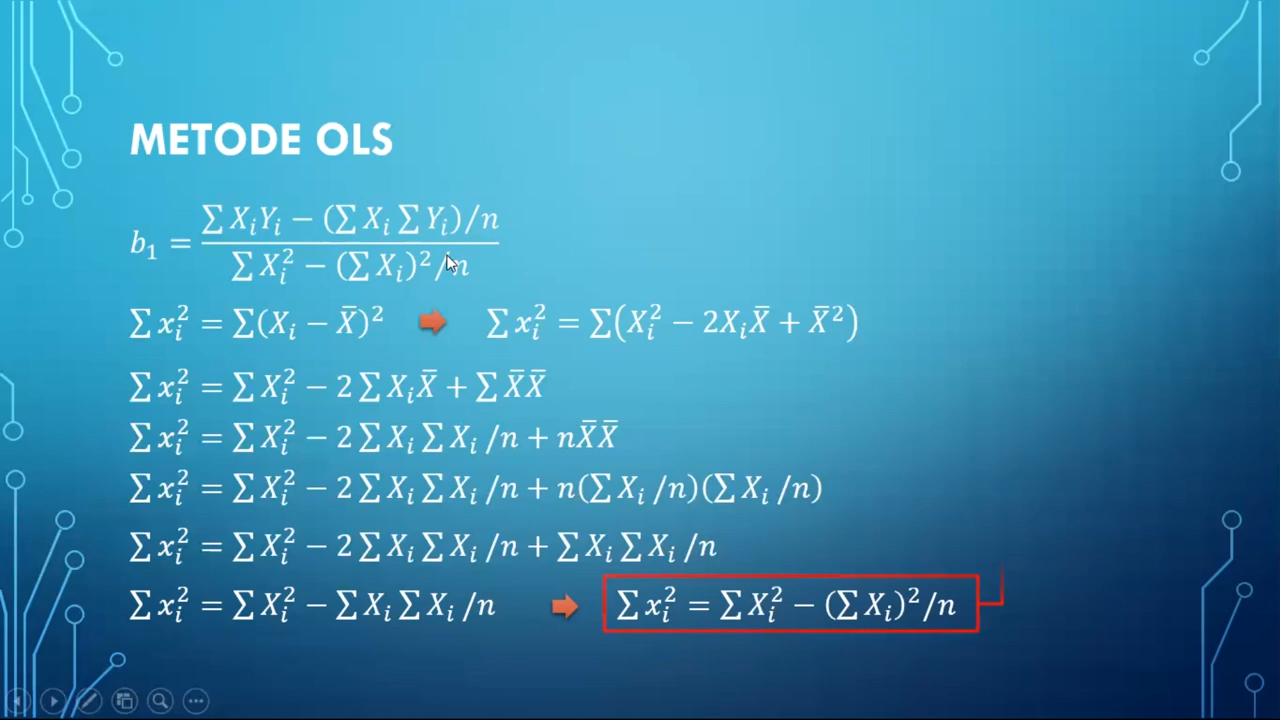 METODE OLS
b₁ = (∑ XᵢYᵢ − (∑ Xᵢ ∑ Yᵢ)/n) / (∑ Xᵢ² − (∑ Xᵢ)²/n)
∑ xᵢ² = ∑(Xᵢ − X̄)² ➡ ∑ xᵢ² = ∑(Xᵢ² − 2XᵢX̄ + X̄²)
∑ xᵢ² = ∑ Xᵢ² − 2 ∑ XᵢX̄ + ∑ X̄X̄
∑ xᵢ² = ∑ Xᵢ² − 2 ∑ Xᵢ ∑ Xᵢ /n + nX̄X̄
∑ xᵢ² = ∑ Xᵢ² − 2 ∑ Xᵢ ∑ Xᵢ /n + n(∑ Xᵢ /n)(∑ Xᵢ /n)
∑ xᵢ² = ∑ Xᵢ² − 2 ∑ Xᵢ ∑ Xᵢ /n + ∑ Xᵢ ∑ Xᵢ /n
∑ xᵢ² = ∑ Xᵢ² − ∑ Xᵢ ∑ Xᵢ /n ➡ ∑ xᵢ² = ∑ Xᵢ² − (∑ Xᵢ)²/n